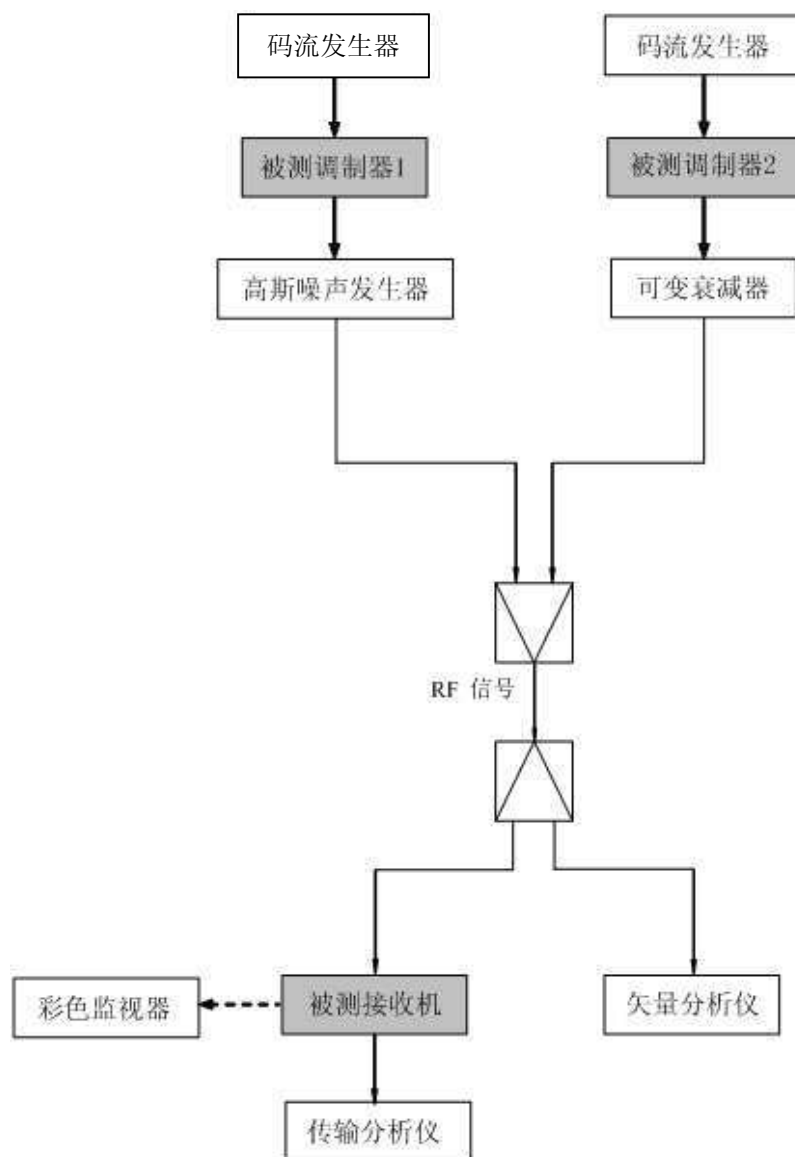 码流发生器
码流发生器
被测调制器1
被测调制器2
高斯噪声发生器
可变衰减器
RF 信号
彩色监视器
被测接收机
矢量分析仪
传输分析仪